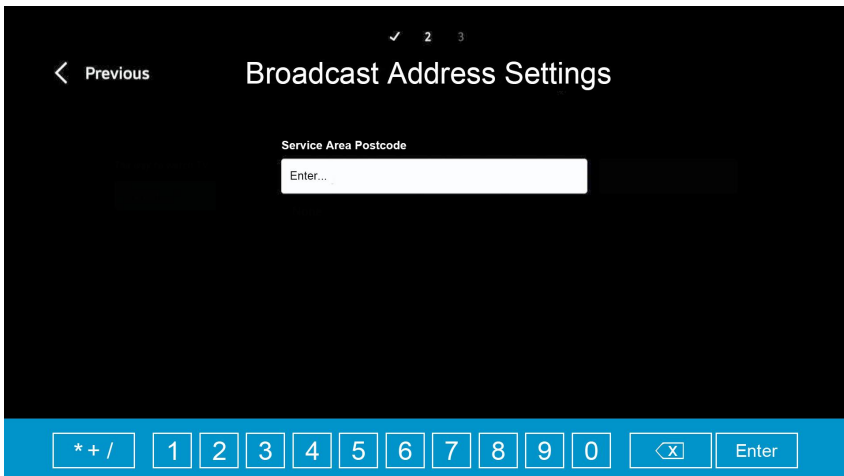 ✓ 2 3
Previous
Broadcast Address Settings
Service Area Postcode
Enter...
* + / 1 2 3 4 5 6 7 8 9 0 X Enter